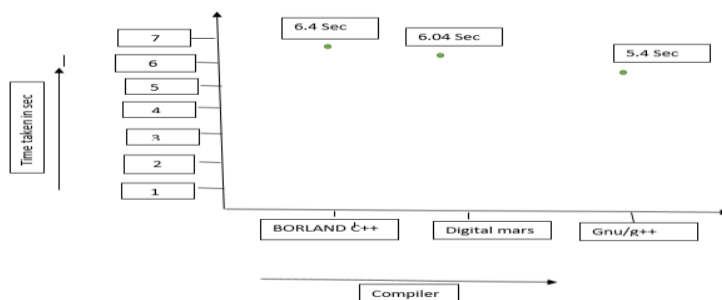 6.4 Sec
6.04 Sec
5.4 Sec
7
6
5
4
3
2
1
Time taken in sec
BORLAND C++
Digital mars
Gnu/g++
Compiler